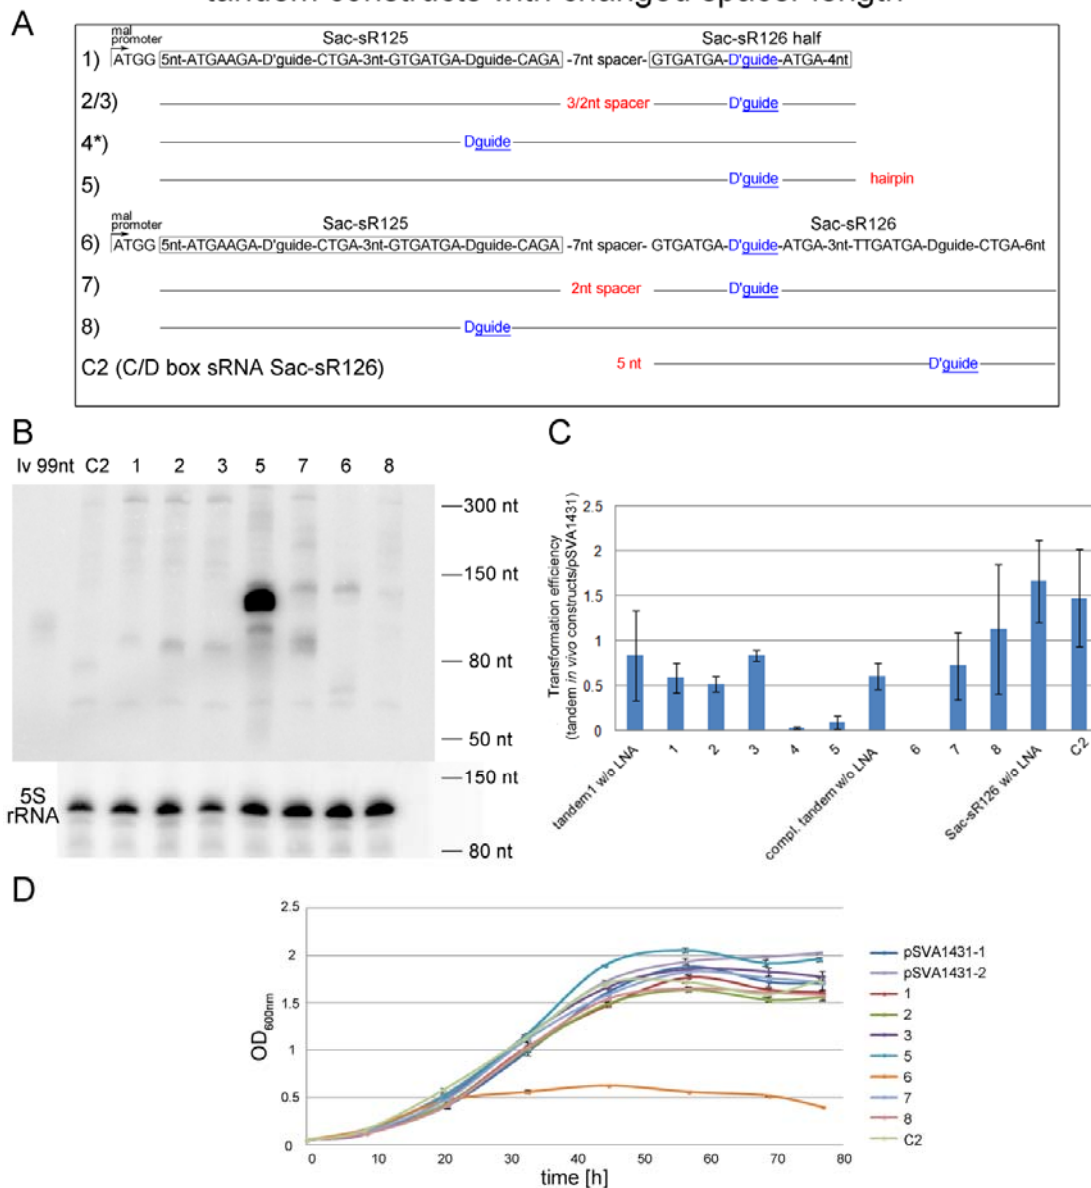 tandem constructs with changed spacer length
A
mal promoter
Sac-sR125
Sac-sR126 half
1) ATGG 5nt-ATGAAGA-D'guide-CTGA-3nt-GTGATGA-Dguide-CAGA -7nt spacer- GTGATGA-D'guide-ATGA-4nt
2/3) 3/2nt spacer D'guide
4*) Dguide
5) D'guide hairpin
mal promoter
Sac-sR125
Sac-sR126
6) ATGG 5nt-ATGAAGA-D'guide-CTGA-3nt-GTGATGA-Dguide-CAGA -7nt spacer- GTGATGA-D'guide-ATGA-3nt-TTGATGA-Dguide-CTGA-6nt
7) 2nt spacer D'guide
8) Dguide
C2 (C/D box sRNA Sac-sR126) 5 nt D'guide
B
Iv 99nt C2 1 2 3 5 7 6 8
300 nt
150 nt
80 nt
50 nt
5S rRNA
150 nt
80 nt
C
Transformation efficiency
(tandem in vivo constructs/pSVA1431)
2.5
2
1.5
1
0.5
0
tandem1 w/o LNA
1
2
3
4
5
compl. tandem w/o LNA
6
7
8
Sac-sR126 w/o LNA
C2
D
OD600nm
2.5
2
1.5
1
0.5
0
0 10 20 30 40 50 60 70 80
time [h]
pSVA1431-1
pSVA1431-2
1
2
3
5
6
7
8
C2